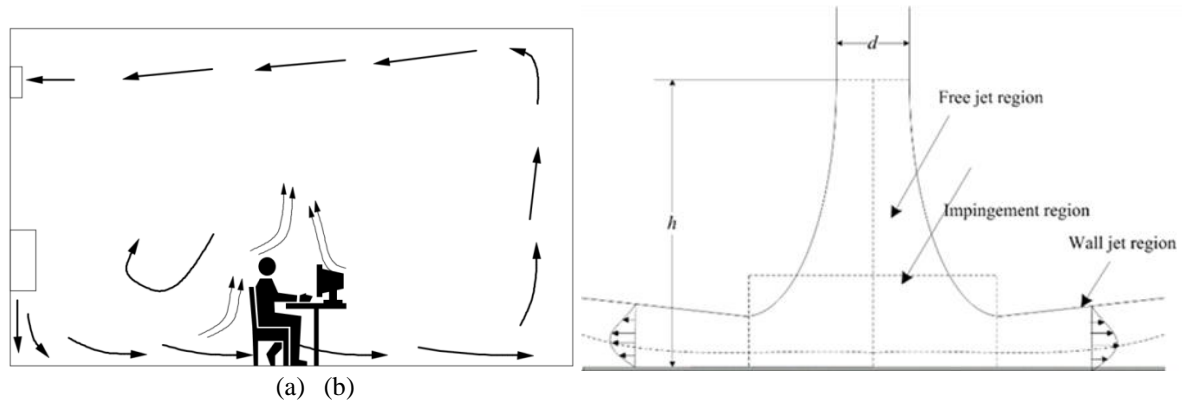 d
Free jet region
h
Impingement region
Wall jet region
(a) (b)